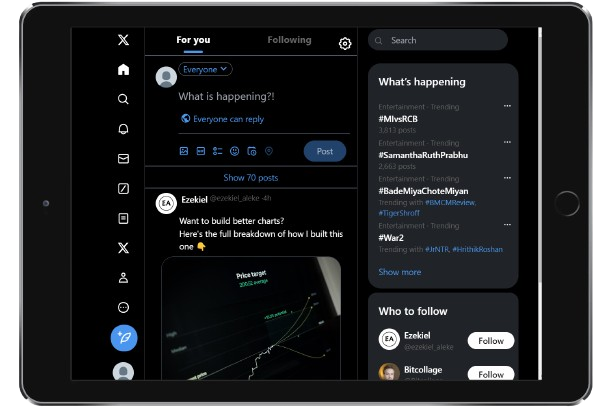 For you
Following
Search
Everyone
What is happening?!
Everyone can reply
Post
Show 70 posts
EA
Ezekiel @ezekiel_aleke · 4h
Want to build better charts?
Here's the full breakdown of how I built this
one 👇
Price target
What's happening
Entertainment · Trending
#MIvsRCB
3,813 posts
Entertainment · Trending
#SamanthaRuthPrabhu
2,663 posts
Entertainment · Trending
#BadeMiyaChoteMiyan
Trending with #BMCMReview,
#TigerShroff
Entertainment · Trending
#War2
Trending with #JrNTR, #HrithikRoshan
Show more
Who to follow
EA
Ezekiel
@ezekiel_aleke
Follow
Bitcollage
Follow